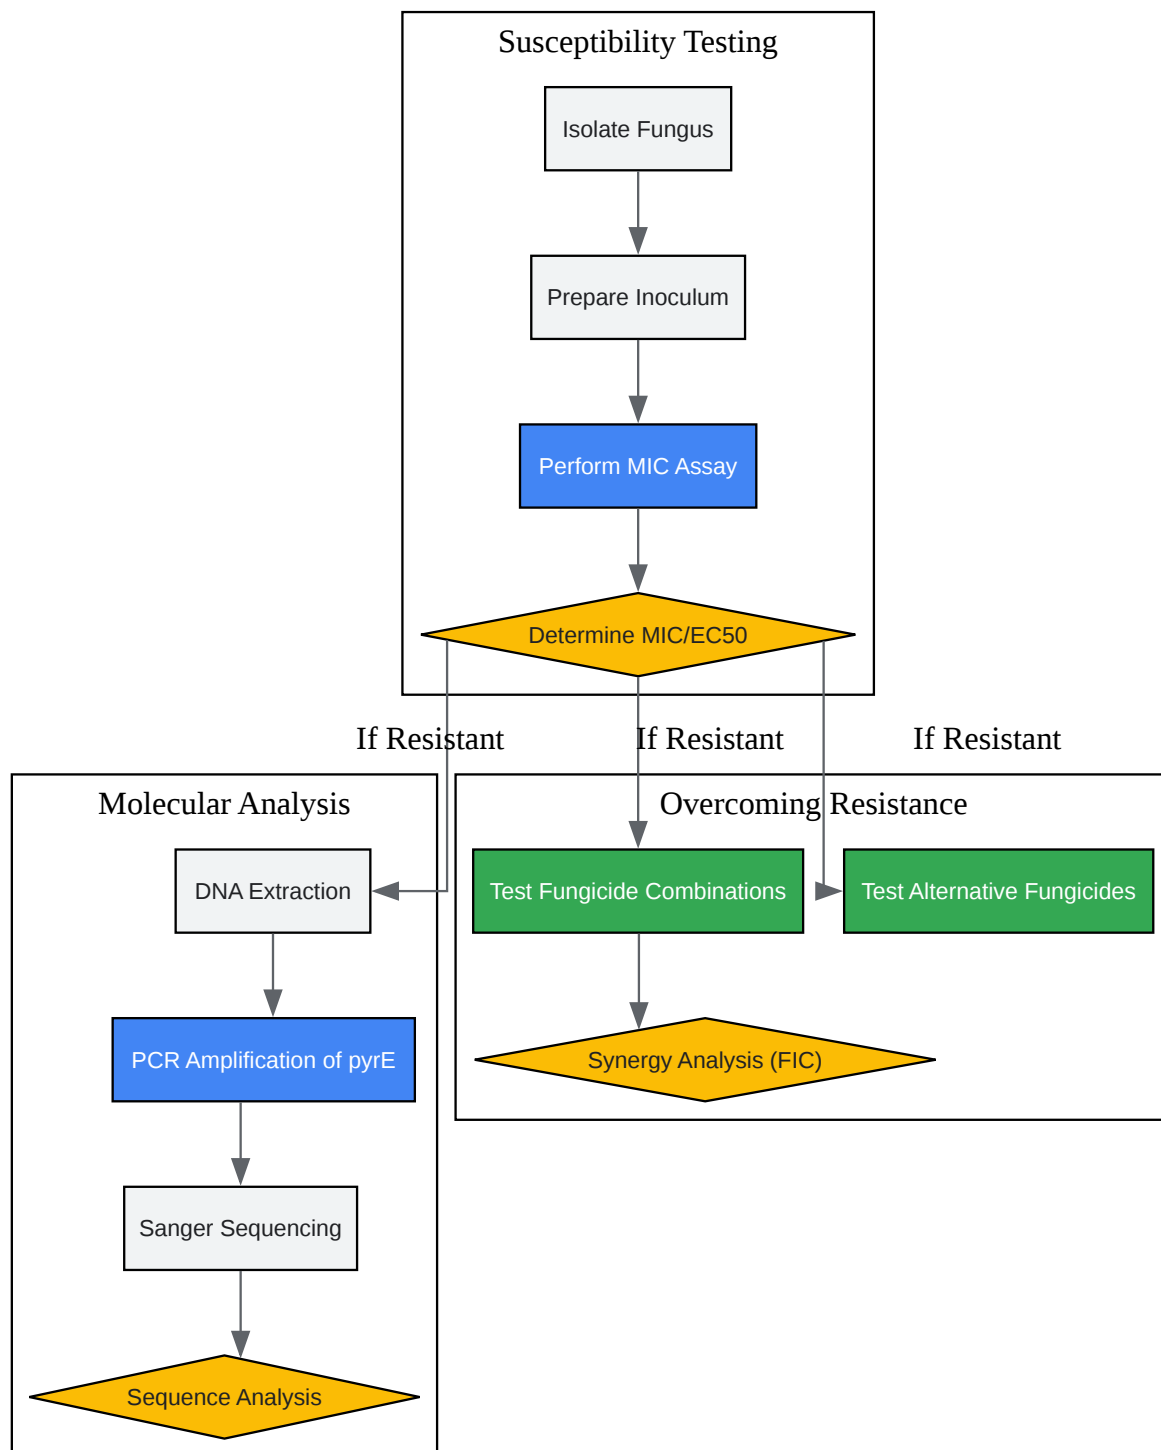 Susceptibility Testing
Isolate Fungus
Prepare Inoculum
Perform MIC Assay
Determine MIC/EC50
If Resistant
If Resistant
If Resistant
Molecular Analysis
DNA Extraction
PCR Amplification of pyrE
Sanger Sequencing
Sequence Analysis
Overcoming Resistance
Test Fungicide Combinations
Test Alternative Fungicides
Synergy Analysis (FIC)